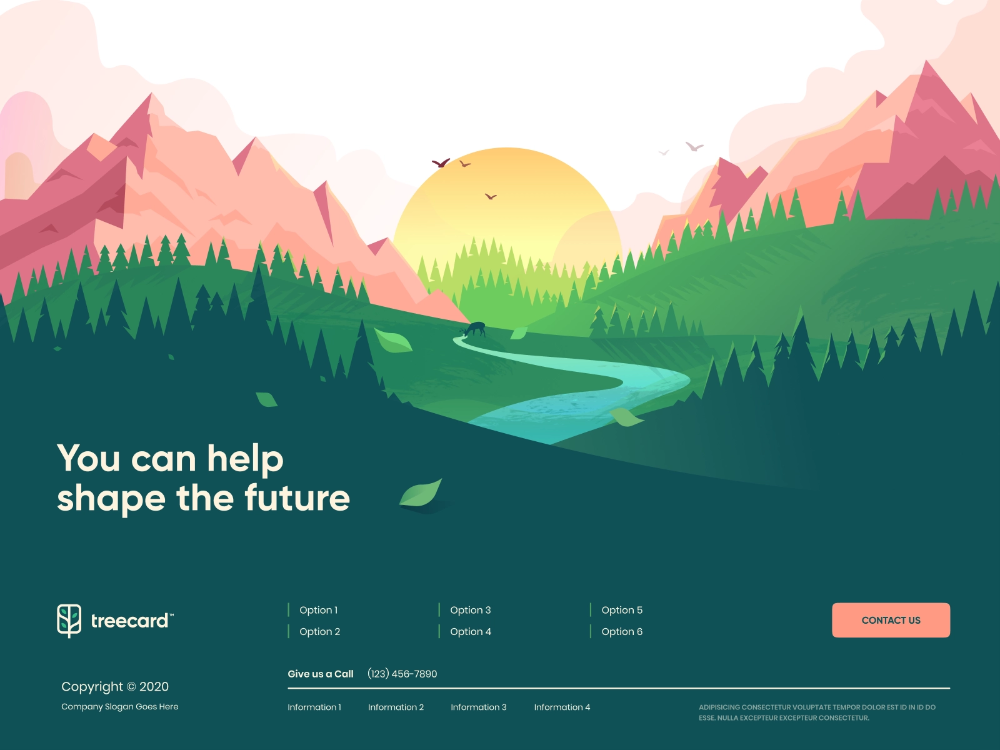 You can help
shape the future
treecard™
Option 1
Option 2
Option 3
Option 4
Option 5
Option 6
CONTACT US
Give us a Call (123) 456-7890
Copyright © 2020
Company Slogan Goes Here
Information 1 Information 2 Information 3 Information 4
ADIPISICING CONSECTETUR VOLUPTATE TEMPOR DOLOR EST ID IN ID DO
ESSE. NULLA EXCEPTEUR EXCEPTEUR CONSECTETUR.